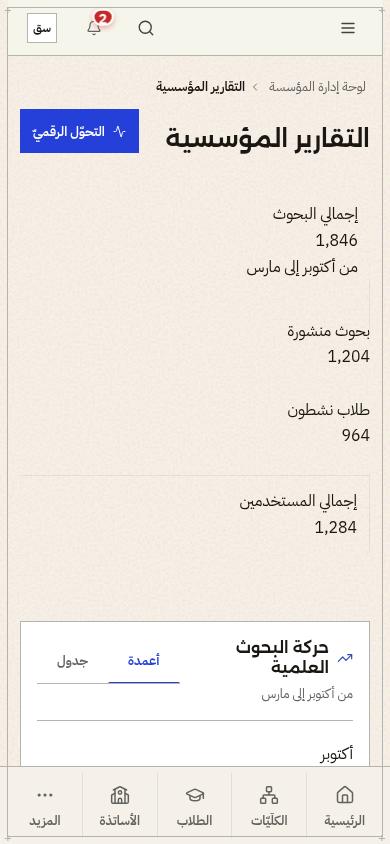 2
سق
لوحة إدارة المؤسسة
التقارير المؤسسية
التقارير المؤسسية
التحوّل الرقميّ
إجمالي البحوث
1,846
من أكتوبر إلى مارس
بحوث منشورة
1,204
طلاب نشطون
964
إجمالي المستخدمين
1,284
حركة البحوث
العلمية
أعمدة
جدول
من أكتوبر إلى مارس
أكتوبر
الرئيسية
الكلّيّات
الطلاب
الأساتذة
المزيد